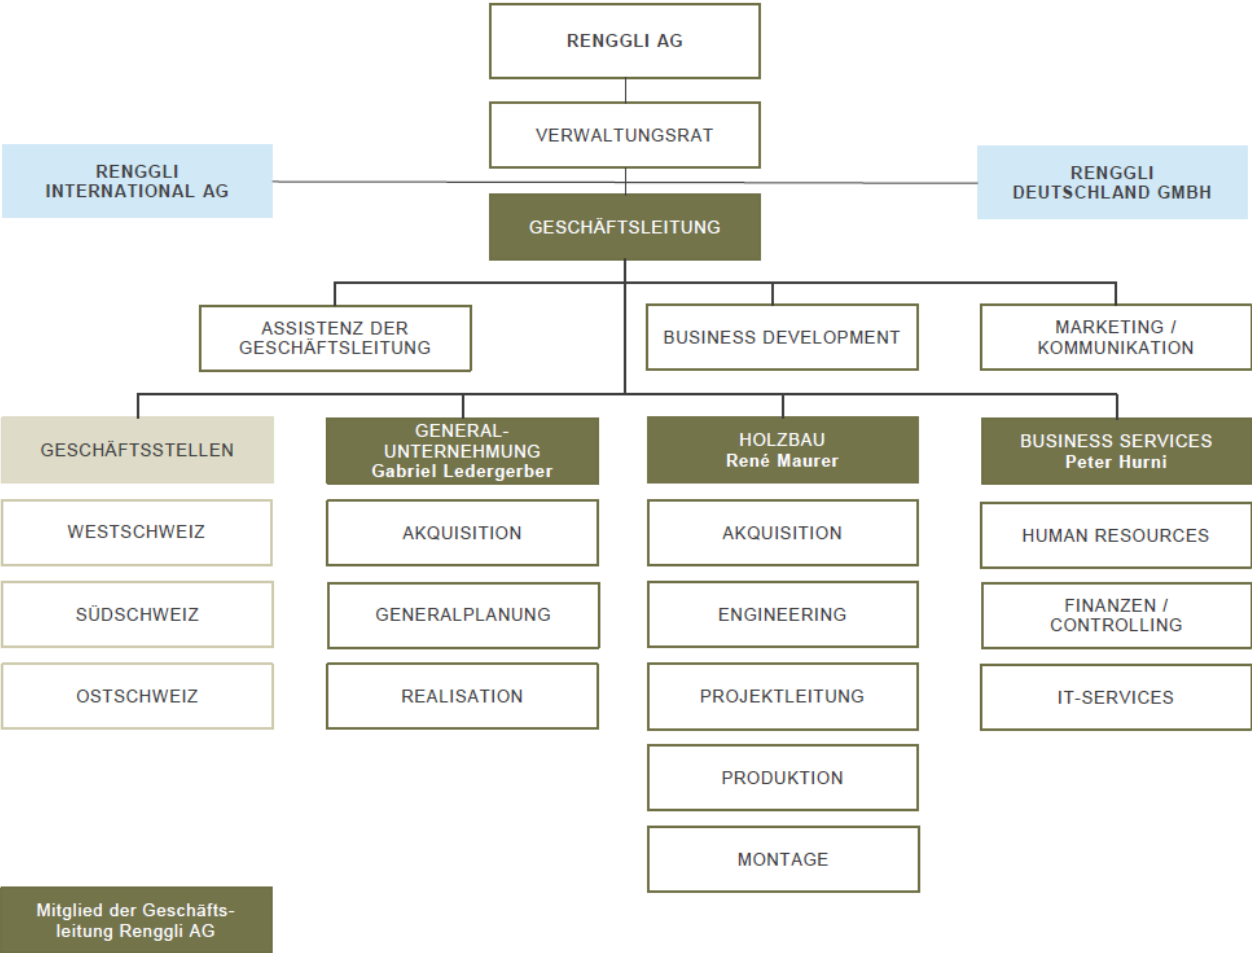 RENGGLI AG
VERWALTUNGSRAT
RENGGLI
INTERNATIONAL AG
RENGGLI
DEUTSCHLAND GMBH
GESCHÄFTSLEITUNG
ASSISTENZ DER
GESCHÄFTSLEITUNG
BUSINESS DEVELOPMENT
MARKETING /
KOMMUNIKATION
GESCHÄFTSSTELLEN
WESTSCHWEIZ
SÜDSCHWEIZ
OSTSCHWEIZ
GENERAL-
UNTERNEHMUNG
Gabriel Ledergerber
AKQUISITION
GENERALPLANUNG
REALISATION
HOLZBAU
René Maurer
AKQUISITION
ENGINEERING
PROJEKTLEITUNG
PRODUKTION
MONTAGE
BUSINESS SERVICES
Peter Hurni
HUMAN RESOURCES
FINANZEN /
CONTROLLING
IT-SERVICES
Mitglied der Geschäfts-
leitung Renggli AG